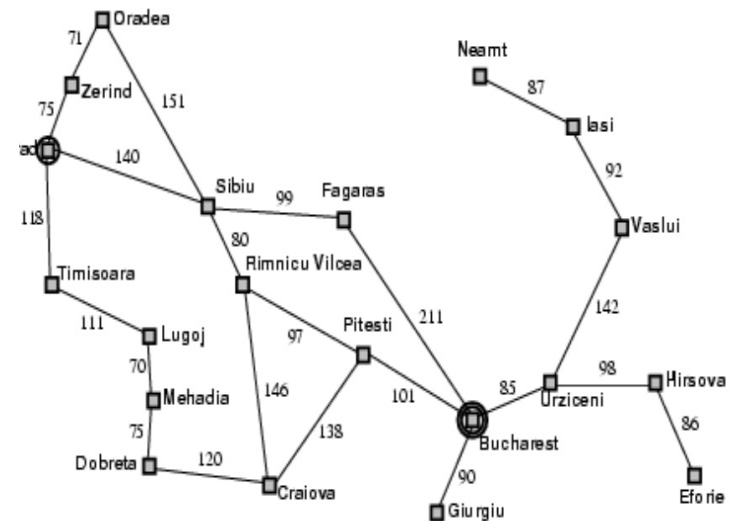 Oradea
71
Neamt
Zerind
87
75
151
Iasi
ad
140
92
Sibiu
Fagaras
99
118
80
Vaslui
Timisoara
Rimnicu Vilcea
111
211
142
Lugoj
97
Pitesti
70
98
Hirsova
146
101
85
Mehadia
Urziceni
86
75
138
Bucharest
120
Dobreta
90
Craiova
Eforie
Giurgiu